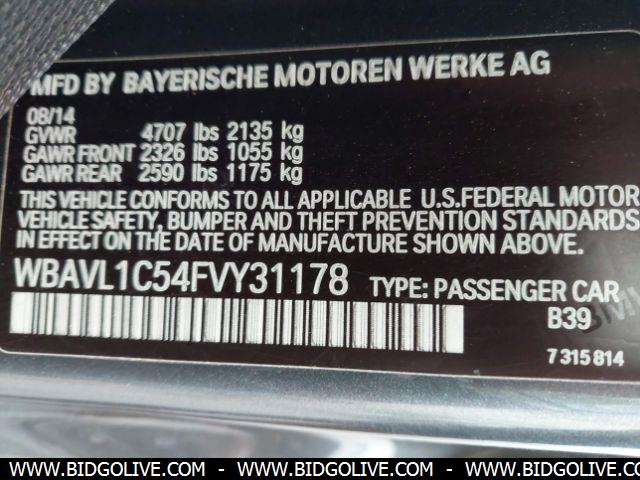 MFD BY BAYERISCHE MOTOREN WERKE AG
08/14
GVWR 4707 lbs 2135 kg
GAWR FRONT 2326 lbs 1055 kg
GAWR REAR 2590 lbs 1175 kg
THIS VEHICLE CONFORMS TO ALL APPLICABLE U.S.FEDERAL MOTOR
VEHICLE SAFETY, BUMPER AND THEFT PREVENTION STANDARDS
IN EFFECT ON THE DATE OF MANUFACTURE SHOWN ABOVE.
WBAVL1C54FVY31178 TYPE: PASSENGER CAR
B39
BMW
7 315 814
WWW.BIDGOLIVE.COM - WWW.BIDGOLIVE.COM - WWW.BIDGOLIVE.COM